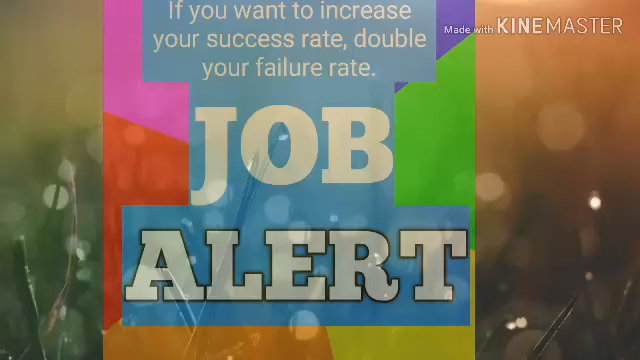 If you want to increase
your success rate, double
your failure rate.
Made with KINEMASTER
JOB
ALERT